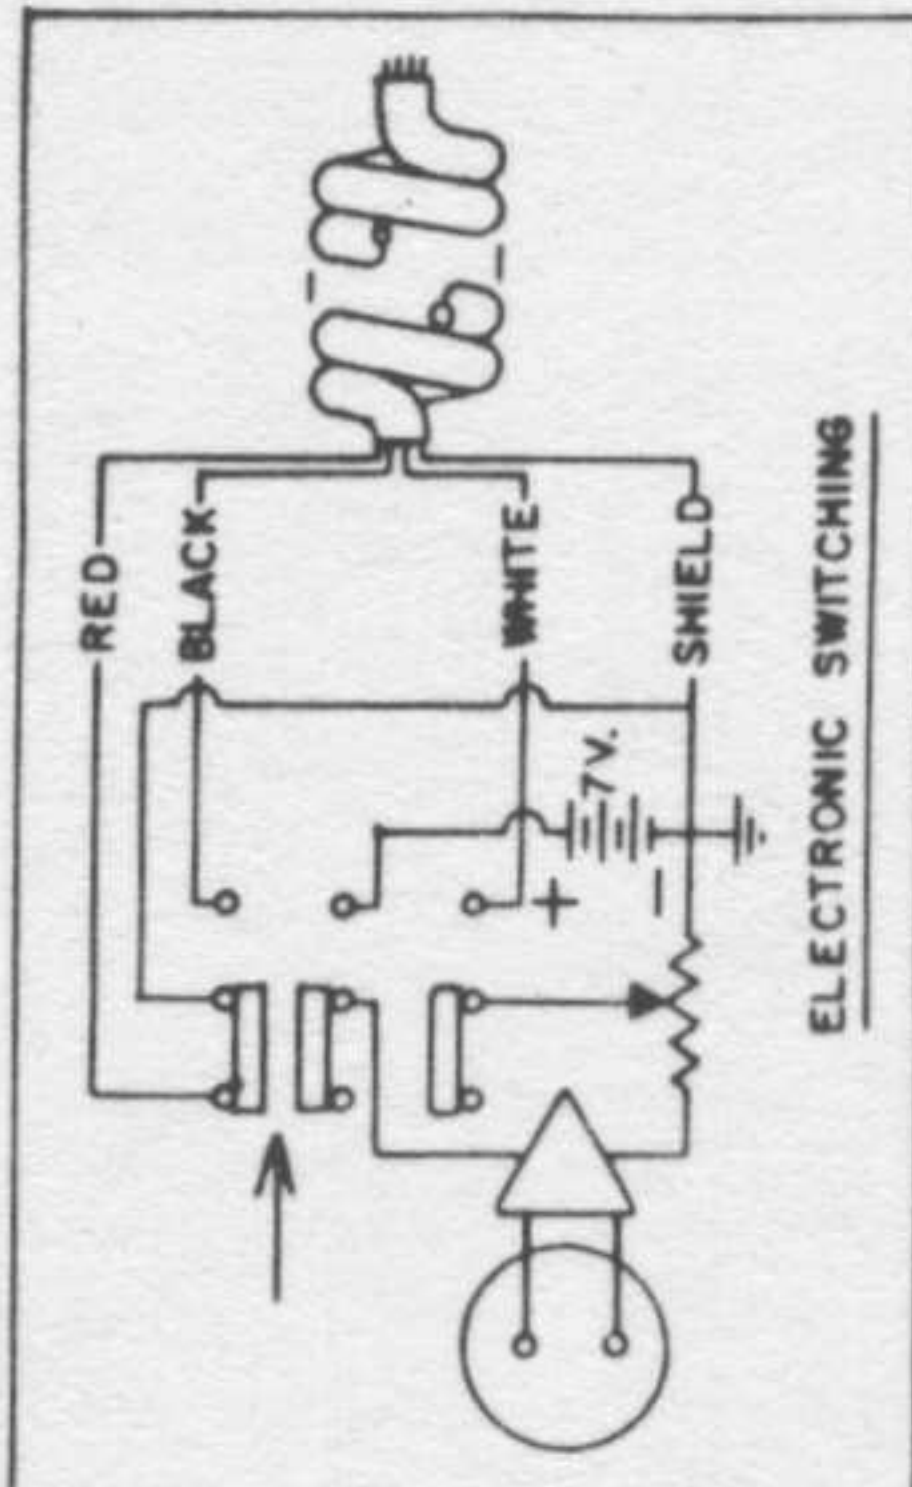 RED
BLACK
WHITE
SHIELD
7V.
+ -
ELECTRONIC SWITCHING